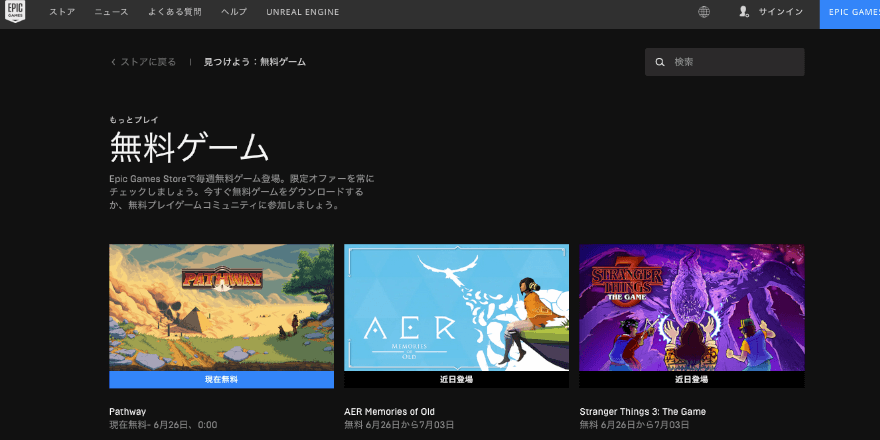 EPIC GAMES ストア ニュース よくある質問 ヘルプ UNREAL ENGINE サインイン EPIC GAMES
ストアに戻る 見つけよう：無料ゲーム 検索
もっとプレイ
無料ゲーム
Epic Games Storeで毎週無料ゲーム登場。限定オファーを常に
チェックしましょう。今すぐ無料ゲームをダウンロードする
か、無料プレイゲームコミュニティに参加しましょう。
PATHWAY
AER
MEMORIES
OF
OLD
STRANGER
THINGS 3
THE GAME
現在無料 近日登場 近日登場
Pathway AER Memories of Old Stranger Things 3: The Game
現在無料- 6月26日、0:00 無料 6月26日から7月03日 無料 6月26日から7月03日